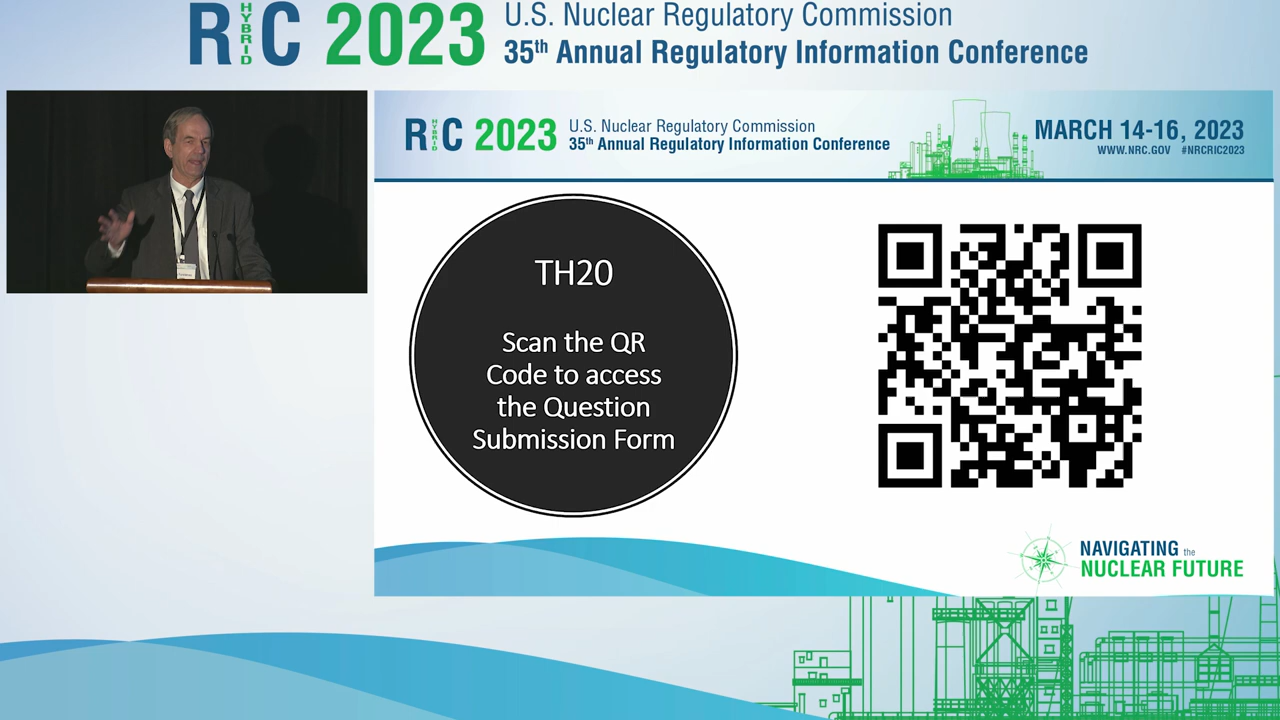 RIC HYBRID 2023
U.S. Nuclear Regulatory Commission
35th Annual Regulatory Information Conference
RIC HYBRID 2023
U.S. Nuclear Regulatory Commission
35th Annual Regulatory Information Conference
MARCH 14-16, 2023
WWW.NRC.GOV #NRCRIC2023
TH20
Scan the QR
Code to access
the Question
Submission Form
NAVIGATING the
NUCLEAR FUTURE